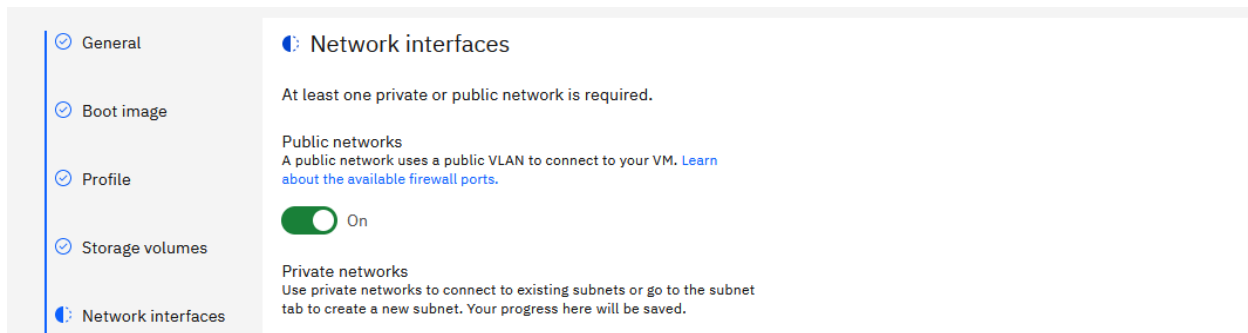 General
Boot image
Profile
Storage volumes
Network interfaces
Network interfaces
At least one private or public network is required.
Public networks
A public network uses a public VLAN to connect to your VM. Learn
about the available firewall ports.
On
Private networks
Use private networks to connect to existing subnets or go to the subnet
tab to create a new subnet. Your progress here will be saved.